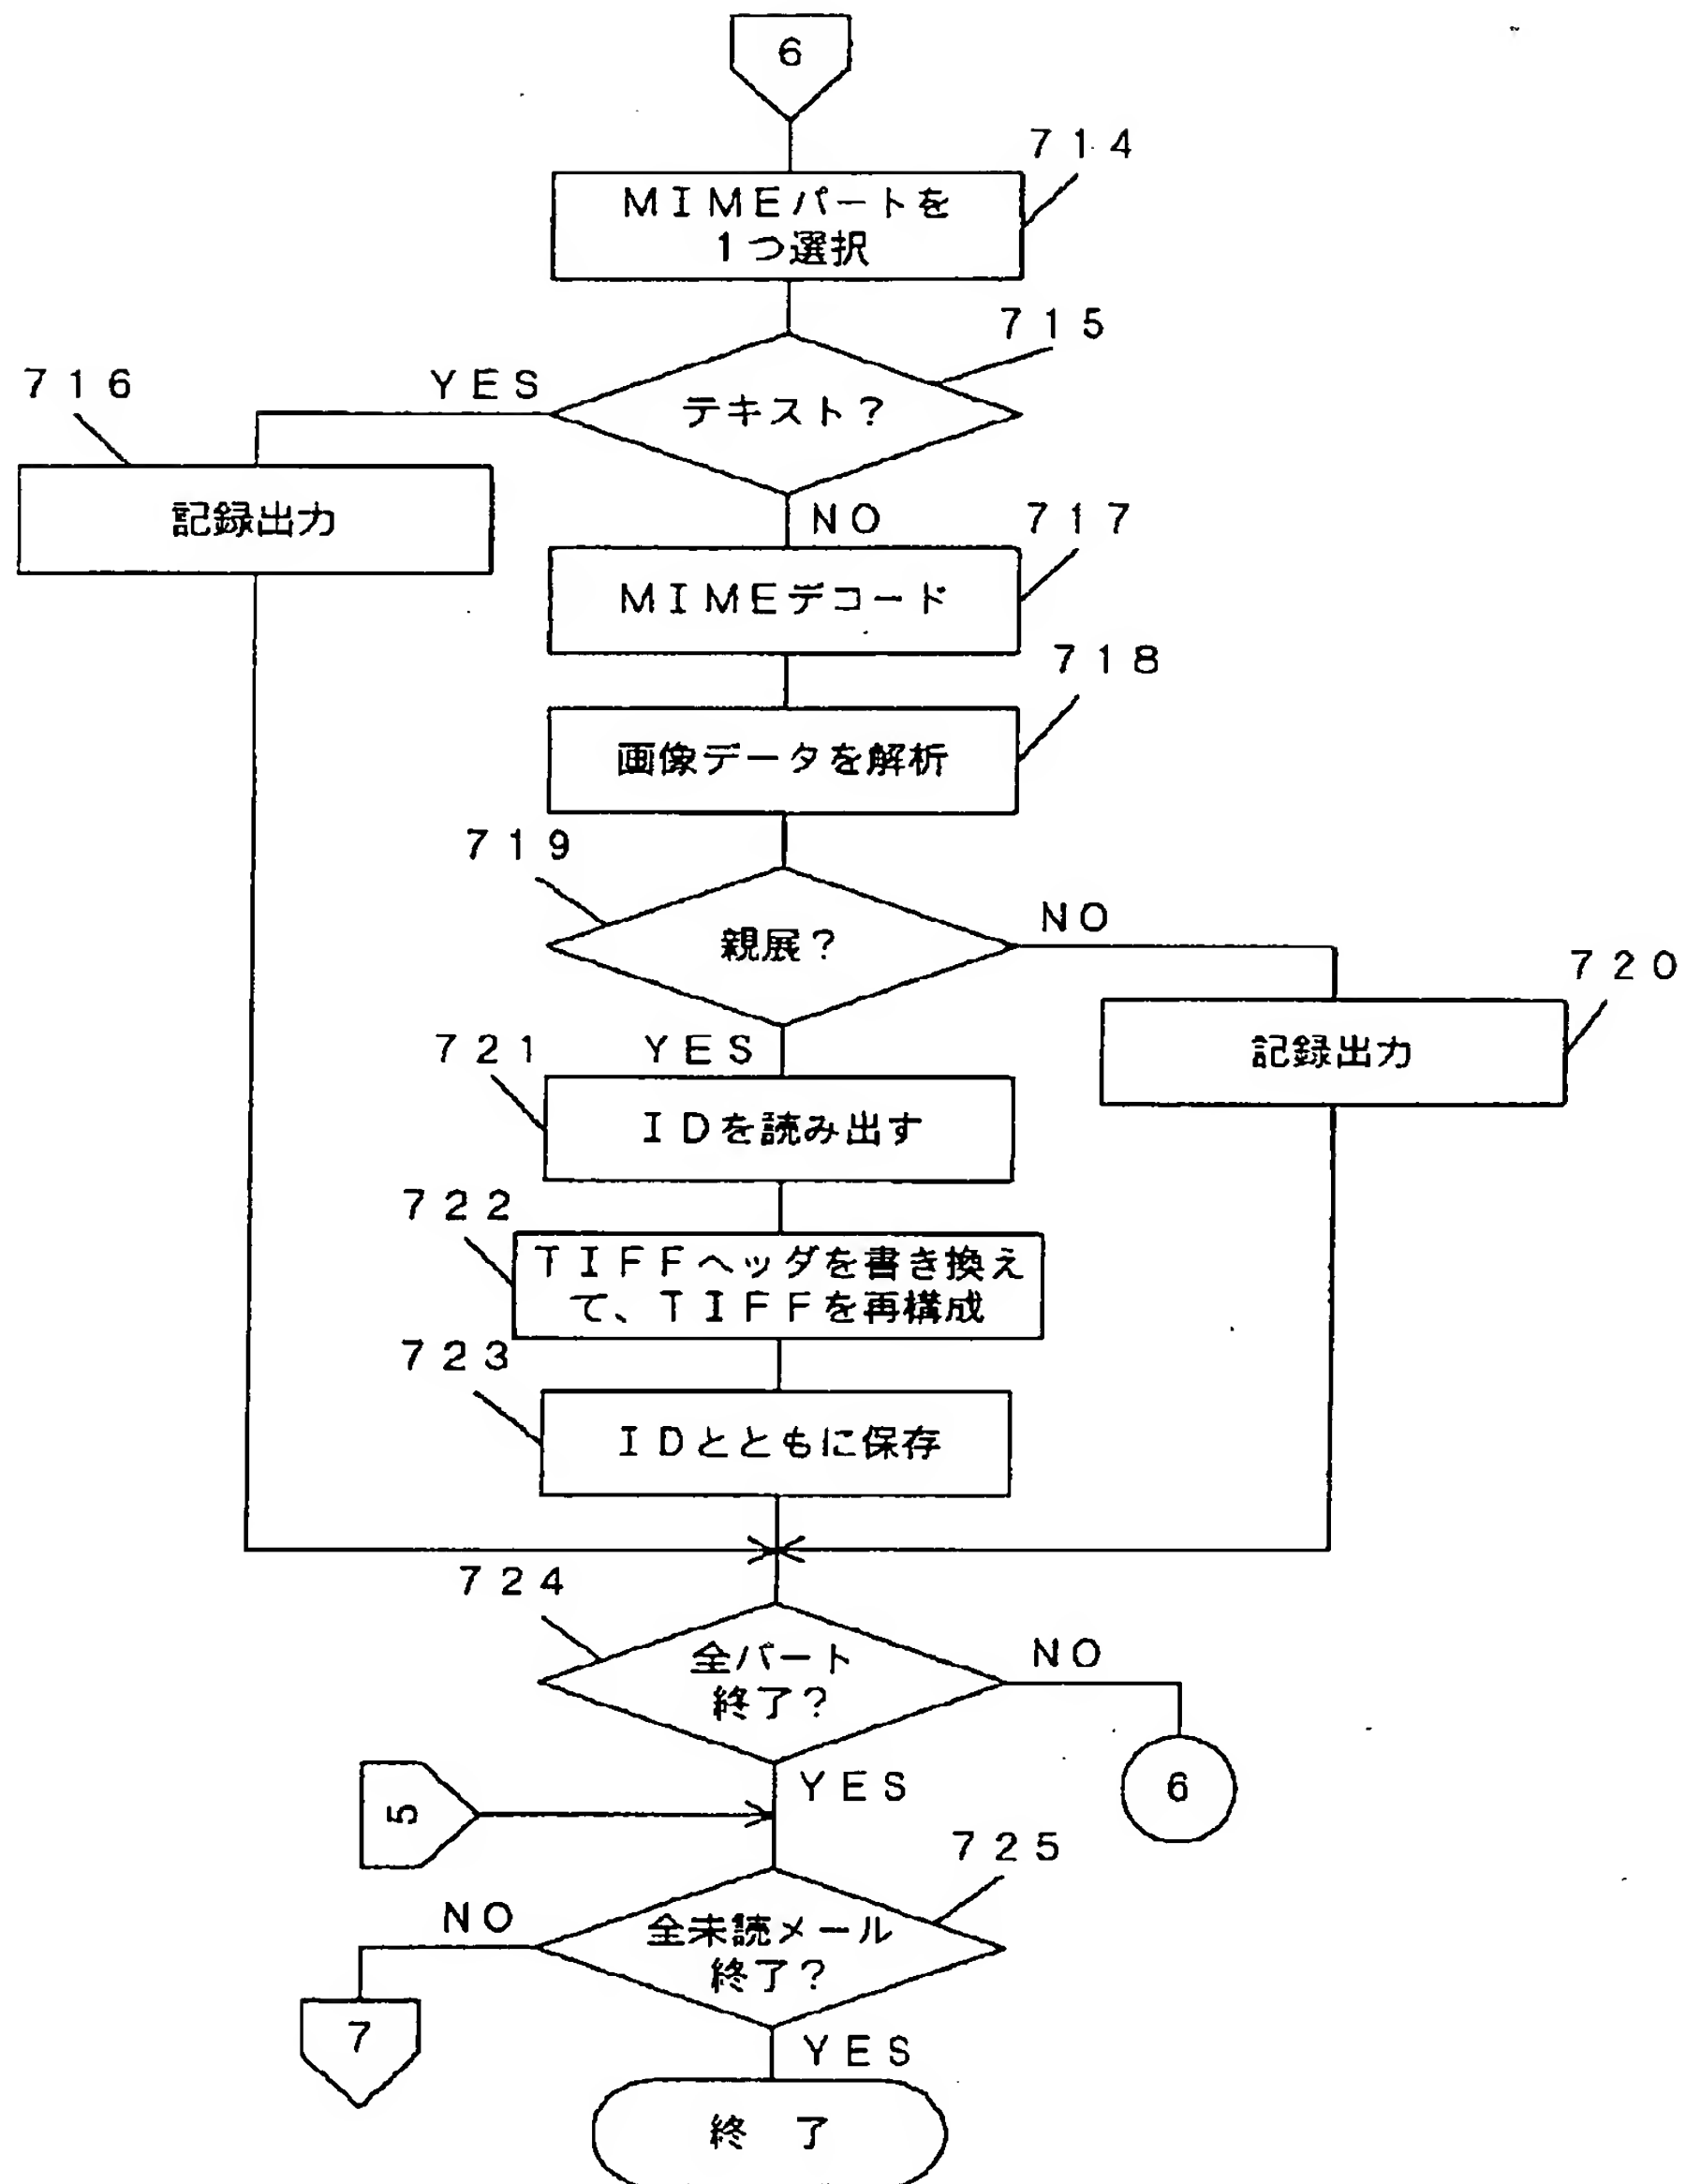 6
714
MIMEパートを
1つ選択
715
テキスト?
YES
716
記録出力
NO
717
MIMEデコード
718
画像データを解析
719
親展?
NO
720
記録出力
YES
721
IDを読み出す
722
TIFFヘッダを書き換え
て、TIFFを再構成
723
IDとともに保存
724
全パート
終了?
NO
6
YES
5
725
全未読メール
終了?
NO
7
YES
終 了